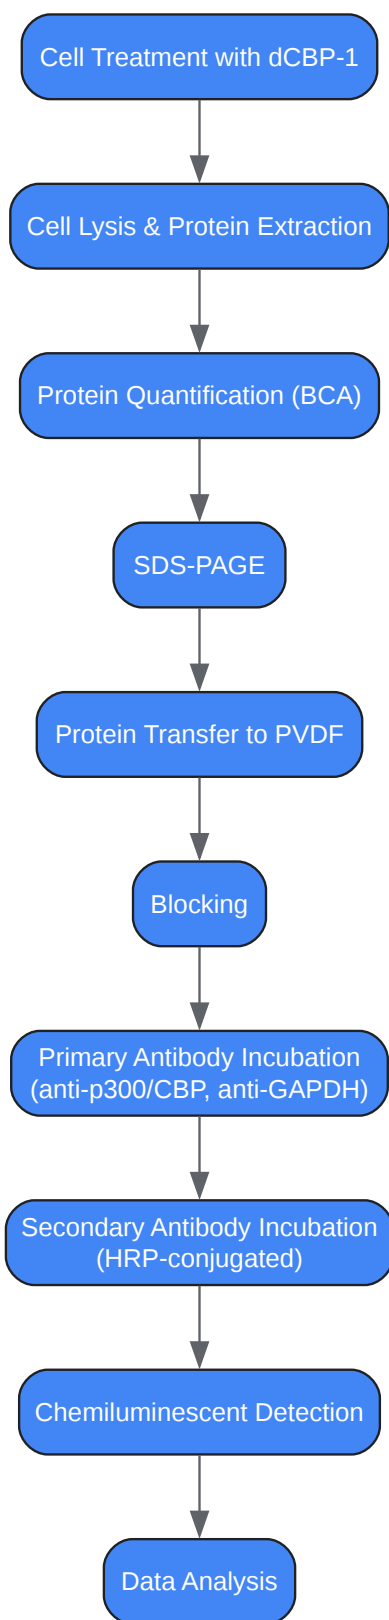 Cell Treatment with dCBP-1
Cell Lysis & Protein Extraction
Protein Quantification (BCA)
SDS-PAGE
Protein Transfer to PVDF
Blocking
Primary Antibody Incubation
(anti-p300/CBP, anti-GAPDH)
Secondary Antibody Incubation
(HRP-conjugated)
Chemiluminescent Detection
Data Analysis